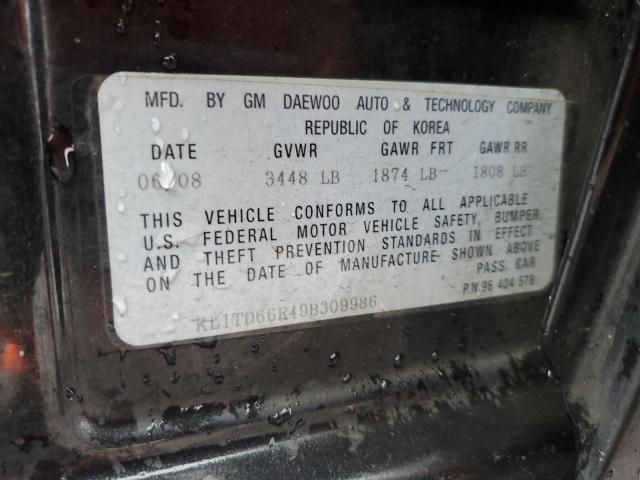 MFD. BY GM DAEWOO AUTO & TECHNOLOGY COMPANY
REPUBLIC OF KOREA
DATE GVWR GAWR FRT GAWR RR
06/08 3448 LB 1874 LB 1808 LB
THIS VEHICLE CONFORMS TO ALL APPLICABLE
U.S. FEDERAL MOTOR VEHICLE SAFETY, BUMPER,
AND THEFT PREVENTION STANDARDS IN EFFECT
ON THE DATE OF MANUFACTURE SHOWN ABOVE
PASS. CAR
P.N.96 404 578
KL1TD66E49B309986